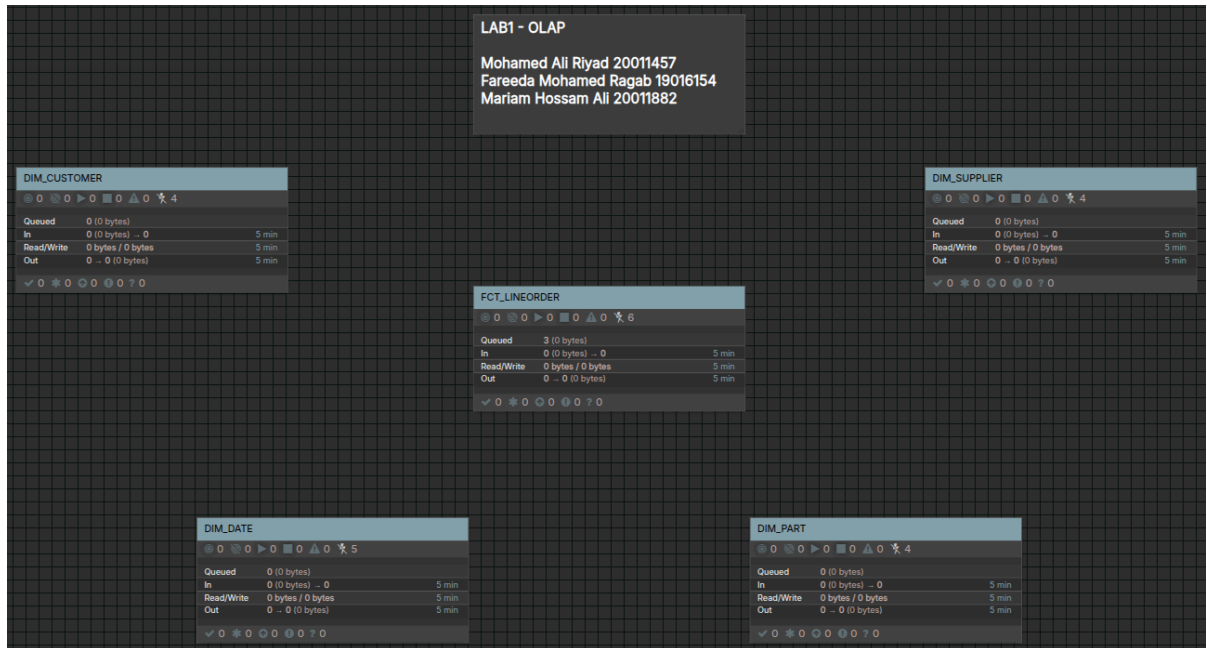 LAB1 - OLAP
Mohamed Ali Riyad 20011457
Fareeda Mohamed Ragab 19016154
Mariam Hossam Ali 20011882
DIM_CUSTOMER
0 0 0 0 0 4
Queued 0 (0 bytes)
In 0 (0 bytes) → 0 5 min
Read/Write 0 bytes / 0 bytes 5 min
Out 0 → 0 (0 bytes) 5 min
0 0 0 0 ? 0
DIM_SUPPLIER
0 0 0 0 0 4
Queued 0 (0 bytes)
In 0 (0 bytes) → 0 5 min
Read/Write 0 bytes / 0 bytes 5 min
Out 0 → 0 (0 bytes) 5 min
0 0 0 0 ? 0
FCT_LINEORDER
0 0 0 0 0 6
Queued 3 (0 bytes)
In 0 (0 bytes) → 0 5 min
Read/Write 0 bytes / 0 bytes 5 min
Out 0 → 0 (0 bytes) 5 min
0 0 0 0 ? 0
DIM_DATE
0 0 0 0 0 5
Queued 0 (0 bytes)
In 0 (0 bytes) → 0 5 min
Read/Write 0 bytes / 0 bytes 5 min
Out 0 → 0 (0 bytes) 5 min
0 0 0 0 ? 0
DIM_PART
0 0 0 0 0 4
Queued 0 (0 bytes)
In 0 (0 bytes) → 0 5 min
Read/Write 0 bytes / 0 bytes 5 min
Out 0 → 0 (0 bytes) 5 min
0 0 0 0 ? 0